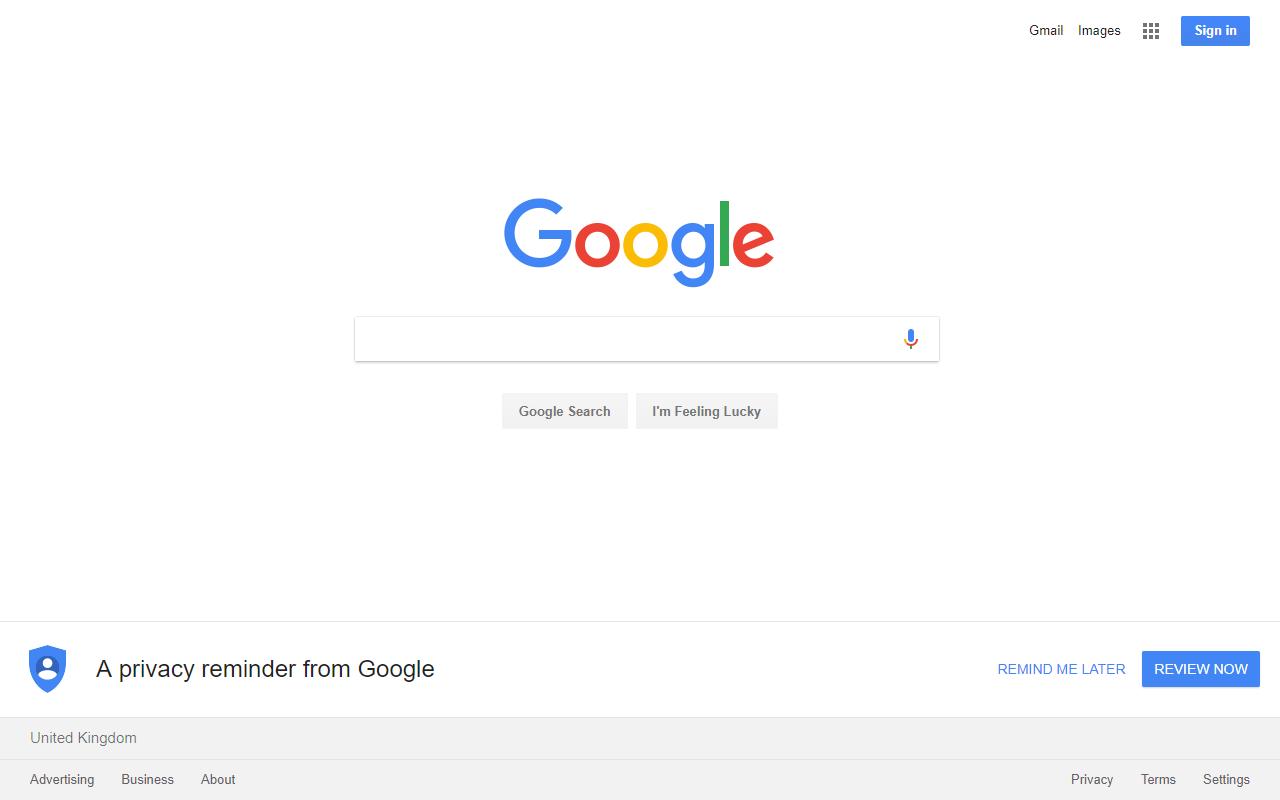 Gmail Images Sign in
Google
Google Search I'm Feeling Lucky
A privacy reminder from Google REMIND ME LATER REVIEW NOW
United Kingdom
Advertising Business About Privacy Terms Settings